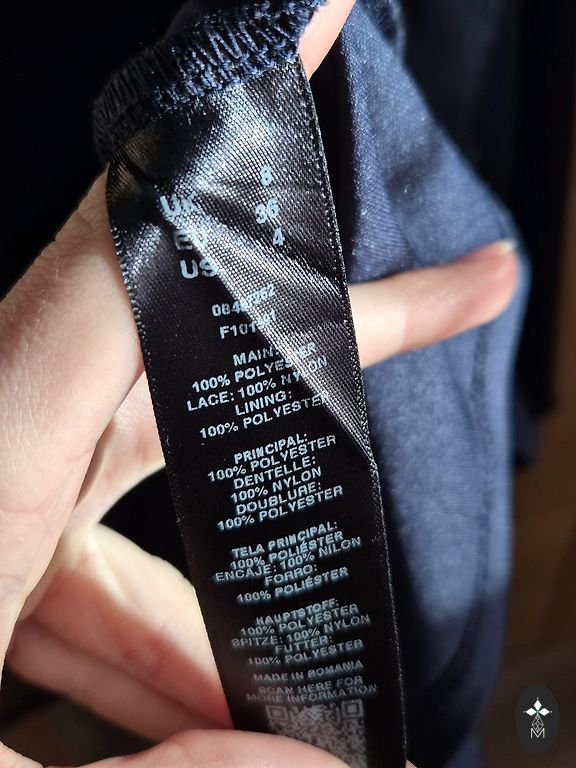 UK 8
EU 36
US 4
MAIN:
100% POLYESTER
LACE: 100% NYLON
LINING:
100% POLYESTER
PRINCIPAL:
100% POLYESTER
DENTELLE:
100% NYLON
DOUBLURE:
100% POLYESTER
TELA PRINCIPAL:
100% POLIÉSTER
ENCAJE: 100% NILON
FORRO:
100% POLIÉSTER
HAUPTSTOFF:
100% POLYESTER
SPITZE: 100% NYLON
FUTTER:
100% POLYESTER
MADE IN ROMANIA
SCAN HERE FOR
MORE INFORMATION